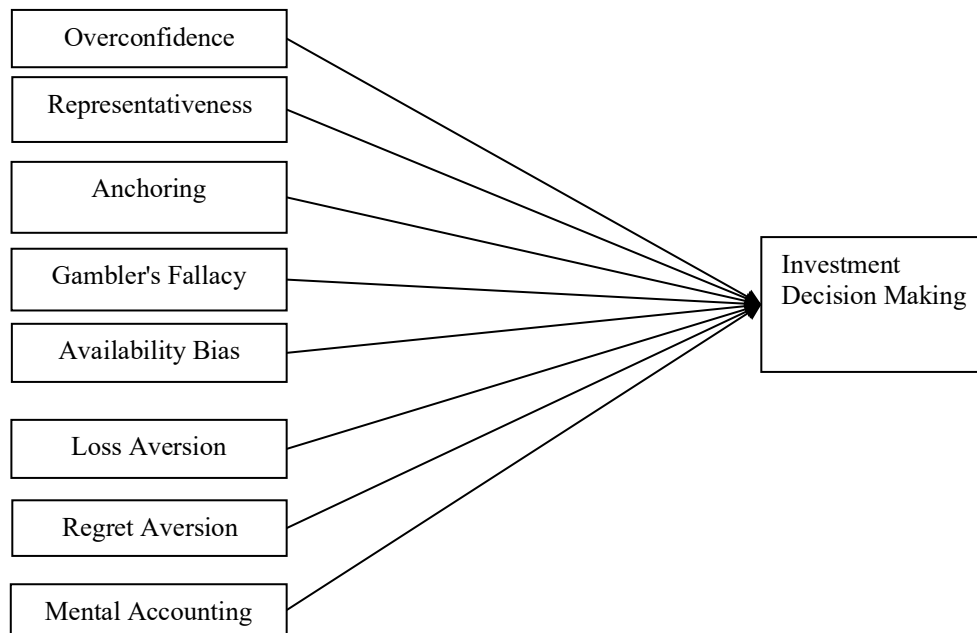 Overconfidence
Representativeness
Anchoring
Gambler's Fallacy
Availability Bias
Loss Aversion
Regret Aversion
Mental Accounting
Investment
Decision Making